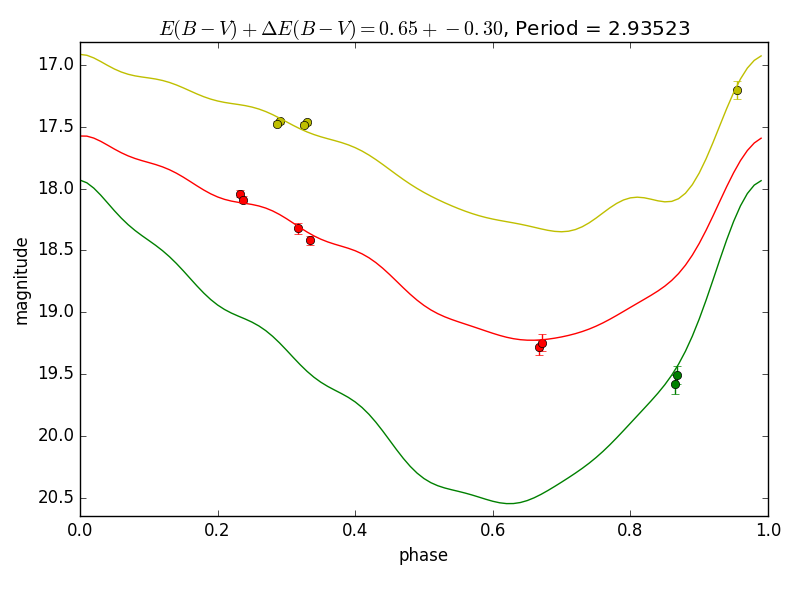 E(B − V) + ΔE(B − V) = 0.65 + −0.30, Period = 2.93523
17.0
17.5
18.0
18.5
19.0
19.5
20.0
20.5
magnitude
0.0 0.2 0.4 0.6 0.8 1.0
phase